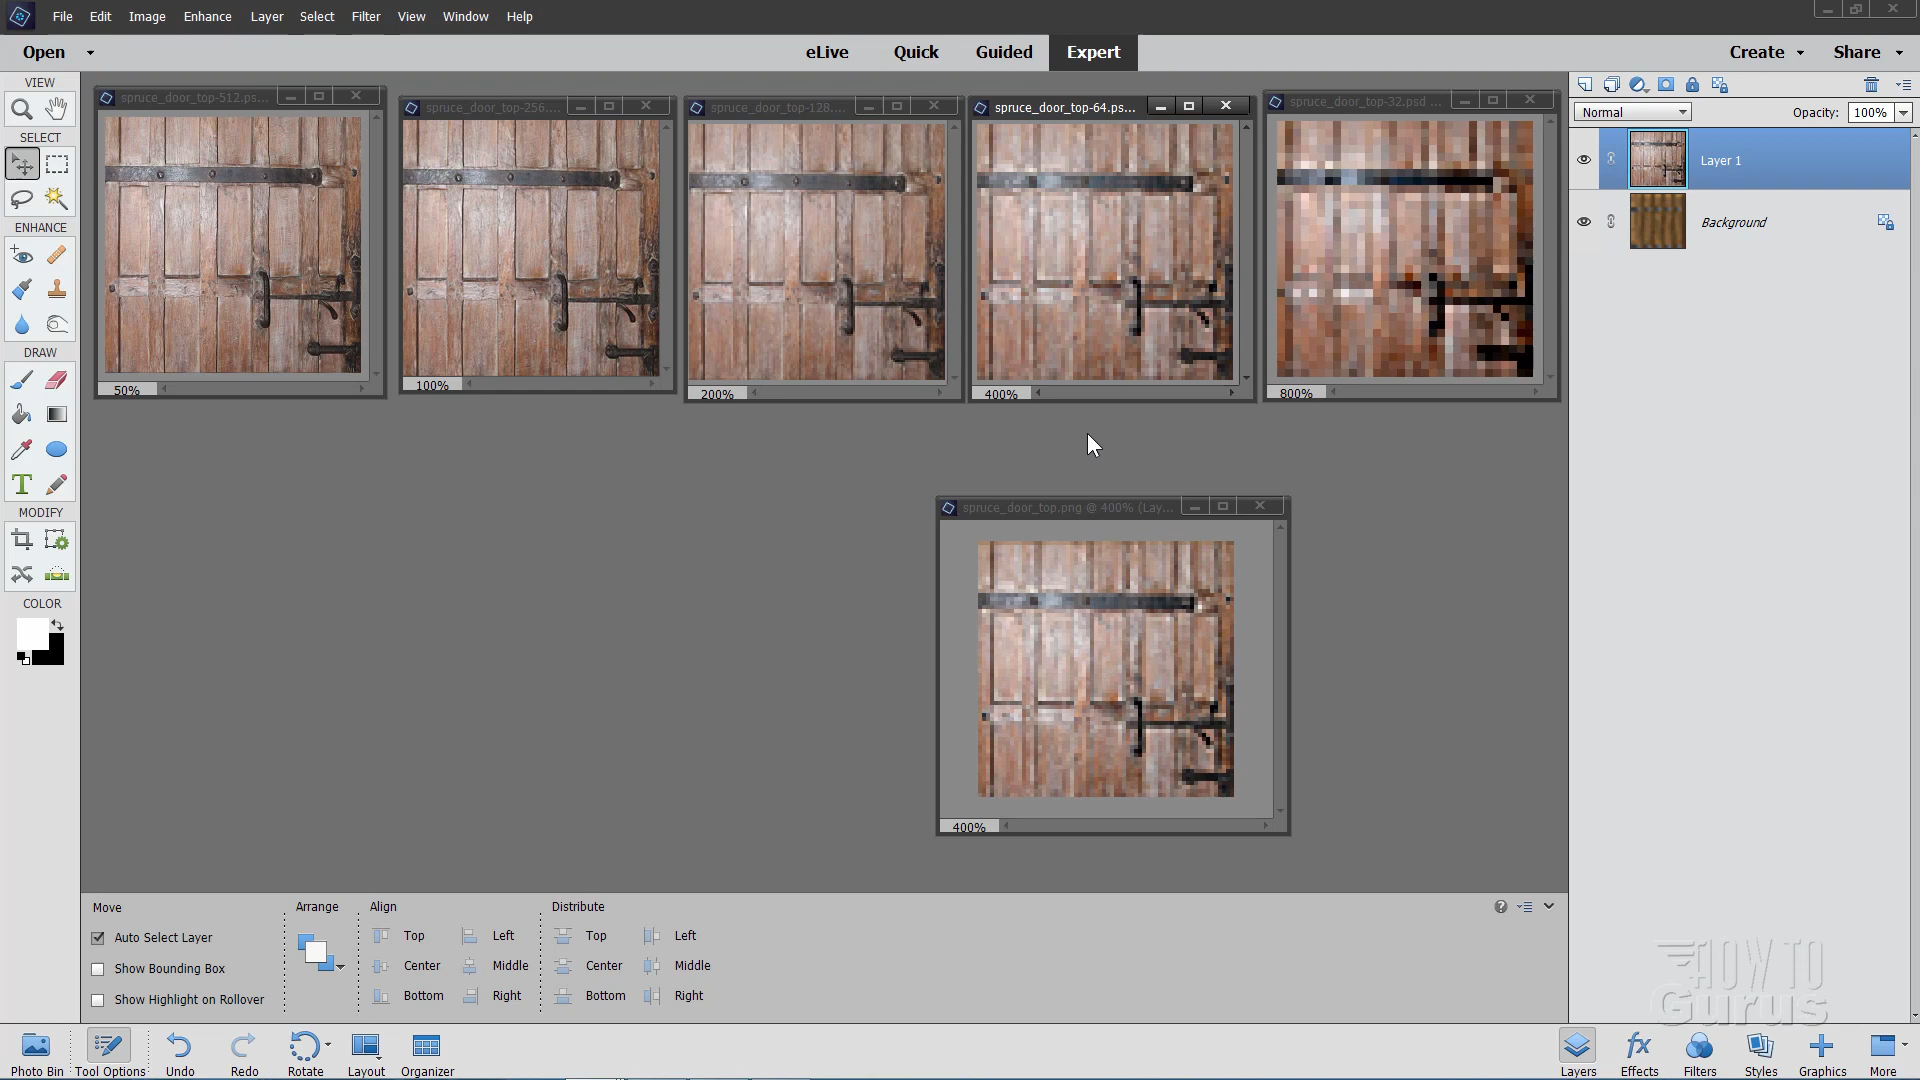 File Edit Image Enhance Layer Select Filter View Window Help
Open eLive Quick Guided Expert Create Share
VIEW
SELECT
ENHANCE
DRAW
MODIFY
COLOR
spruce_door_top-512.ps...
spruce_door_top-256....
spruce_door_top-128....
spruce_door_top-64.ps...
spruce_door_top-32.psd ...
50%
100%
200%
400%
800%
spruce_door_top.png @ 400% (Lay...
400%
Normal Opacity: 100%
Layer 1
Background
Move Arrange Align Distribute
Auto Select Layer Top Left Top Left
Show Bounding Box Center Middle Center Middle
Show Highlight on Rollover Bottom Right Bottom Right
HOW TO
Gurus
Photo Bin Tool Options Undo Redo Rotate Layout Organizer Layers Effects Filters Styles Graphics More